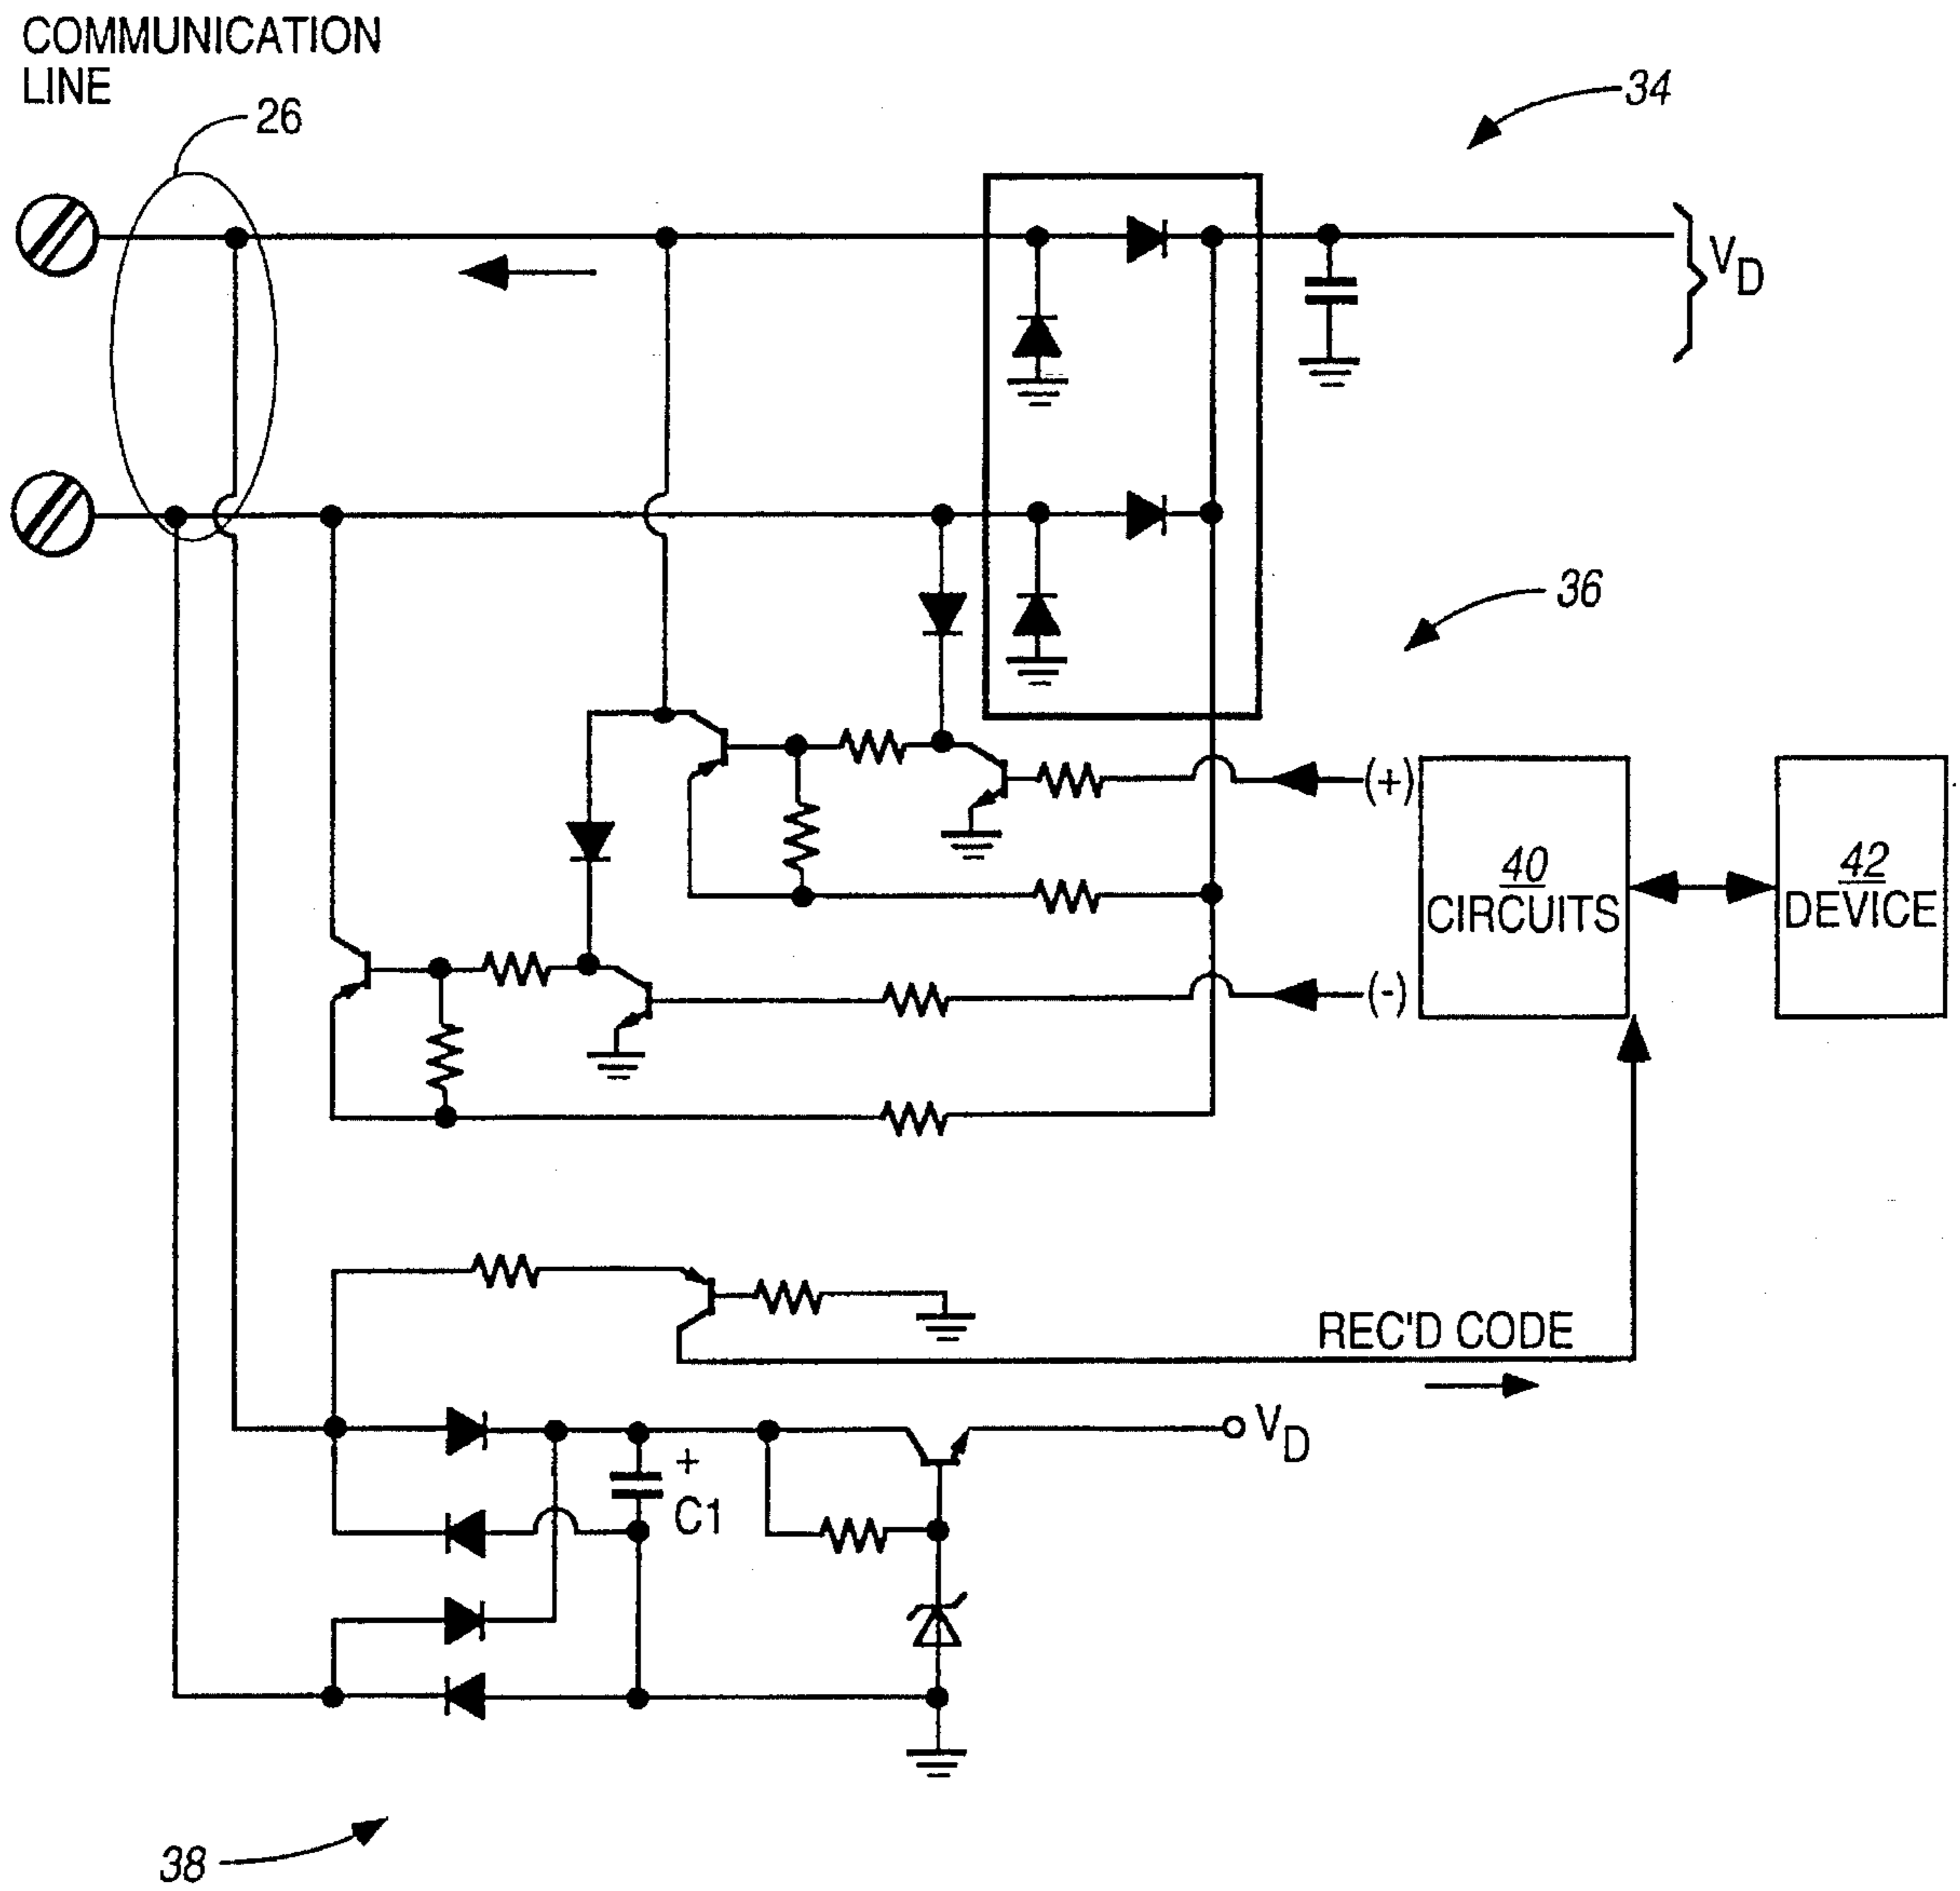 COMMUNICATION
LINE
26
34
VD
36
(+)
40
CIRCUITS
42
DEVICE
(-)
REC'D CODE
VD
+
C1
38